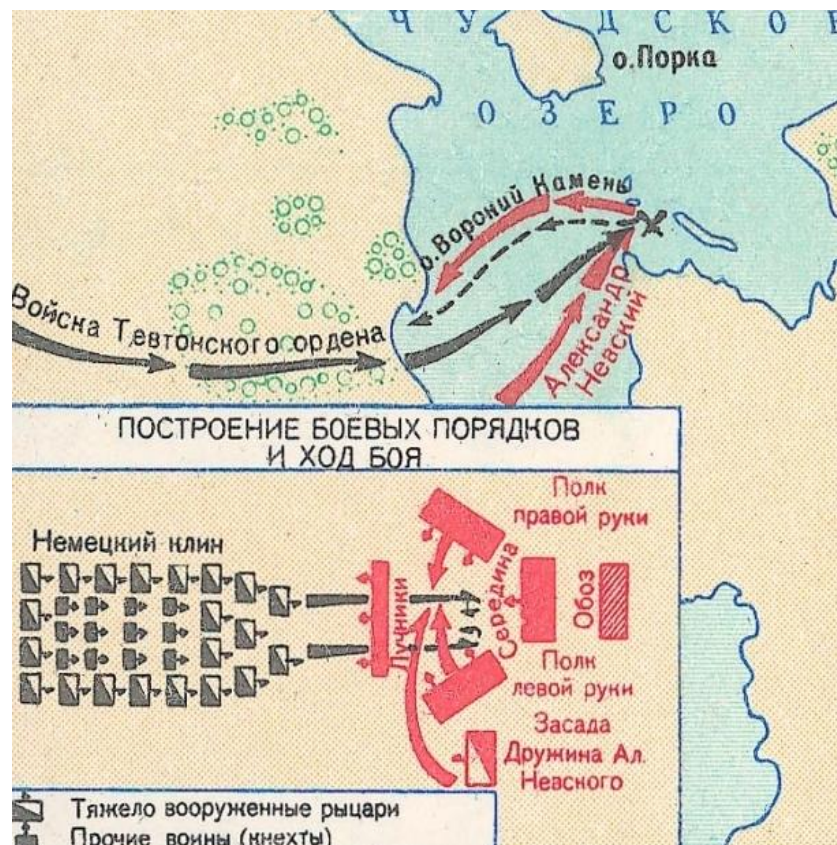 ЧУДСКОЕ
о.Порка
ОЗЕРО
о.Вороний Камень
Войска Тевтонского ордена
Александр
Невский
ПОСТРОЕНИЕ БОЕВЫХ ПОРЯДКОВ
И ХОД БОЯ
Полк
правой руки
Немецкий клин
Лучники
Середина
Обоз
Полк
левой руки
Засада
Дружина Ал.
Невского
Тяжело вооруженные рыцари
Прочие воины (кнехты)